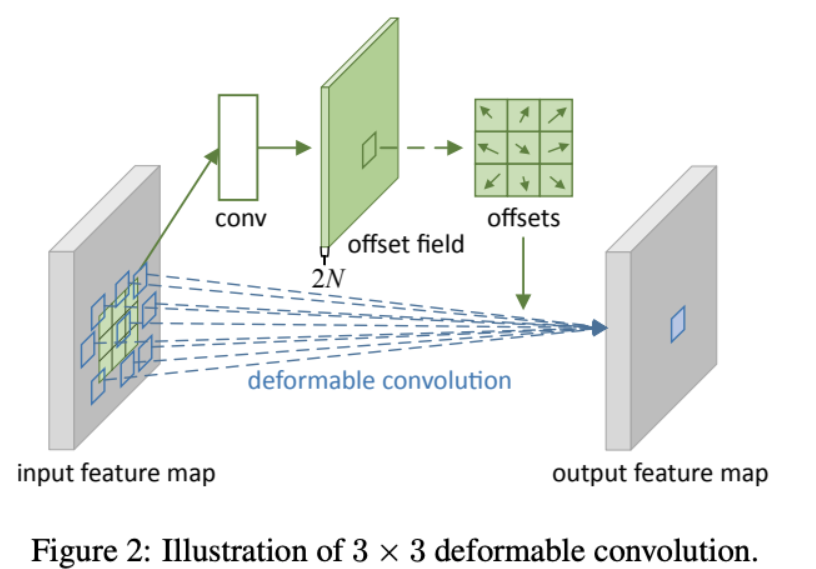 conv
offset field
2N
offsets
deformable convolution
input feature map
output feature map
Figure 2: Illustration of 3 × 3 deformable convolution.